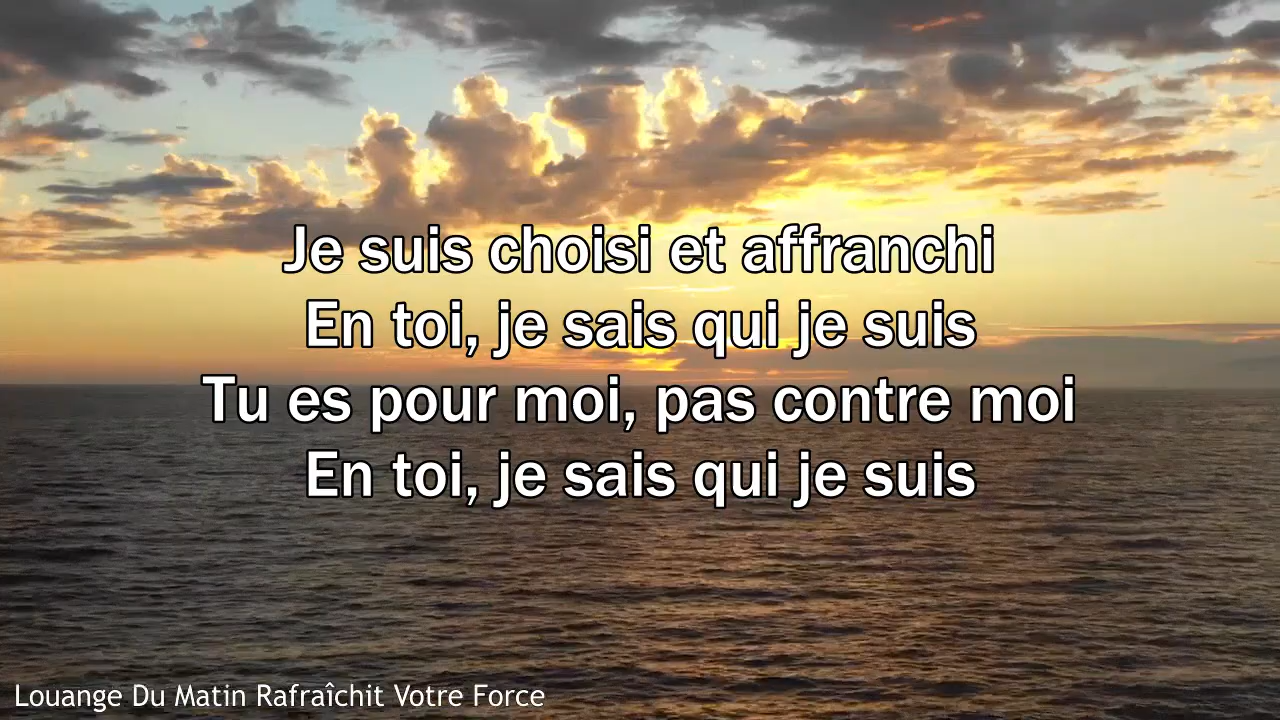 Je suis choisi et affranchi
En toi, je sais qui je suis
Tu es pour moi, pas contre moi
En toi, je sais qui je suis
Louange Du Matin Rafraîchit Votre Force